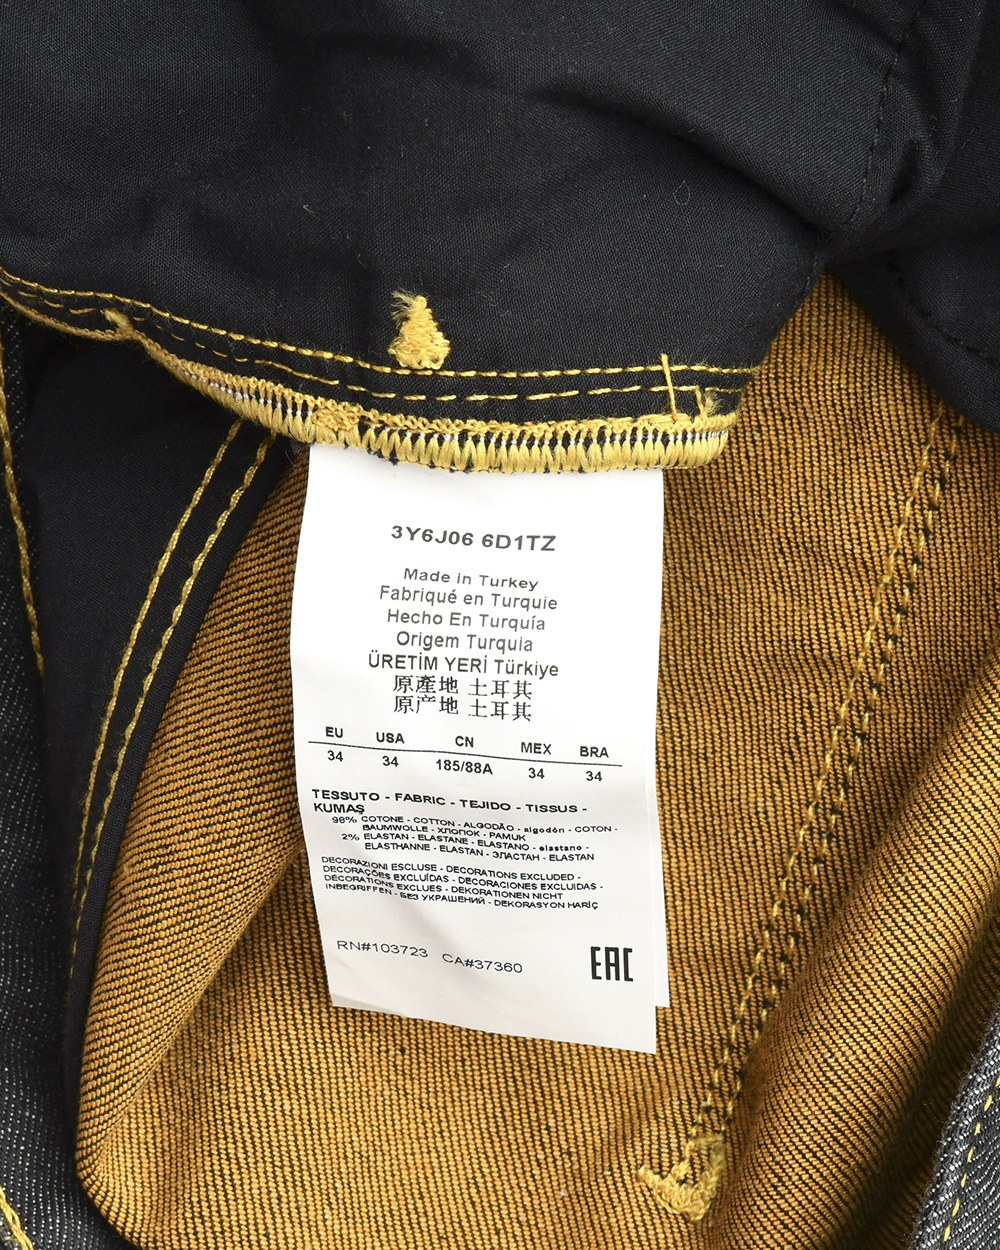 3Y6J06 6D1TZ
Made in Turkey
Fabriqué en Turquie
Hecho En Turquía
Origem Turquia
ÜRETİM YERİ Türkiye
原產地 土耳其
原产地 土耳其
EU USA CN MEX BRA
34 34 185/88A 34 34
TESSUTO - FABRIC - TEJIDO - TISSUS -
KUMAŞ
98% COTONE - COTTON - ALGODÃO - algodón - COTON -
BAUMWOLLE - ХЛОПОК - PAMUK
2% ELASTAN - ELASTANE - ELASTANO - elastano -
ELASTHANNE - ELASTAN - ЭЛАСТАН - ELASTAN
DECORAZIONI ESCLUSE - DECORATIONS EXCLUDED -
DECORAÇÕES EXCLUÍDAS - DECORACIONES EXCLUIDAS -
DÉCORATIONS EXCLUES - DEKORATIONEN NICHT
INBEGRIFFEN - БЕЗ УКРАШЕНИЙ - DEKORASYON HARİÇ
RN#103723 CA#37360
EAC